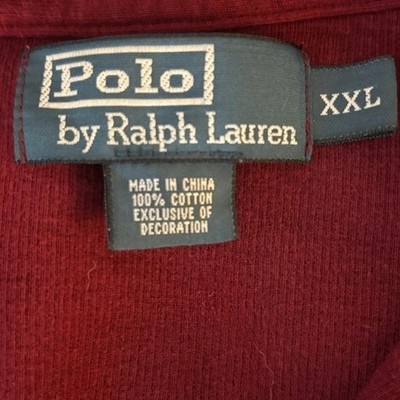 Polo
by Ralph Lauren
XXL
MADE IN CHINA
100% COTTON
EXCLUSIVE OF
DECORATION